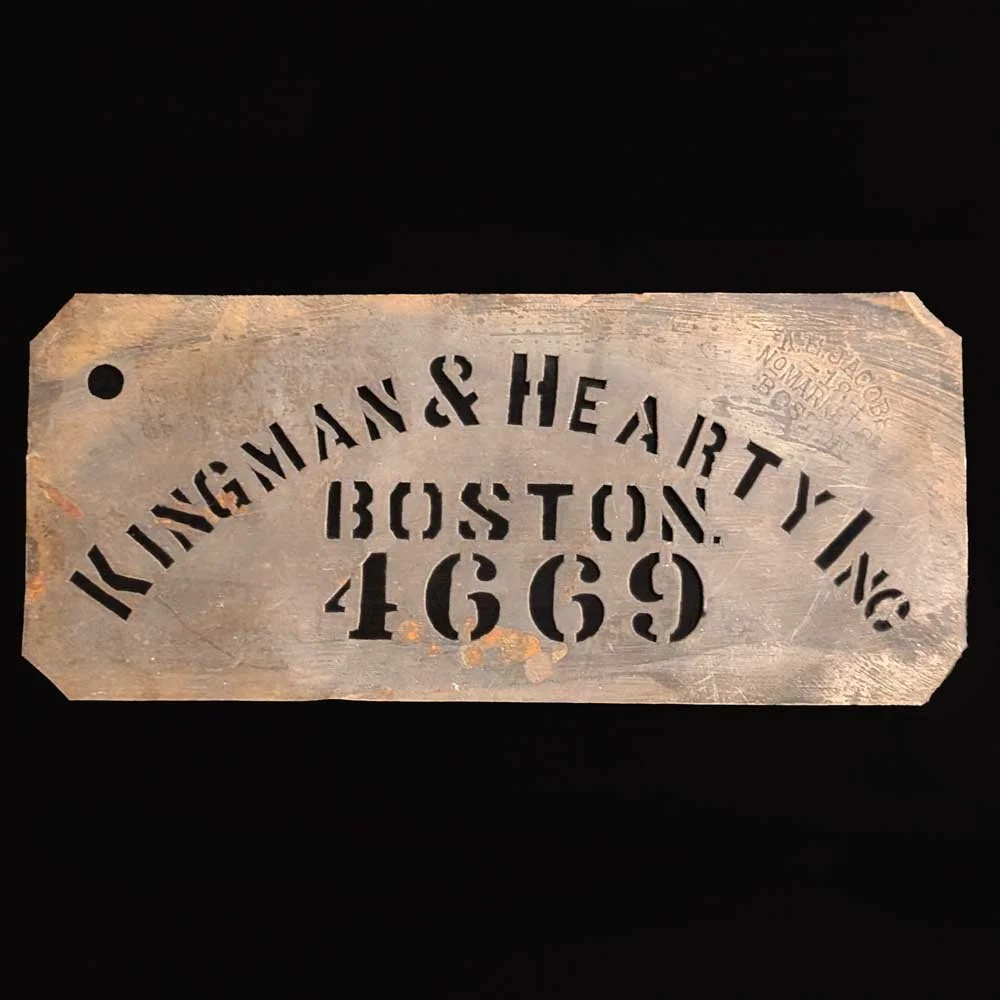 KINGMAN & HEARTY INC
BOSTON.
4669